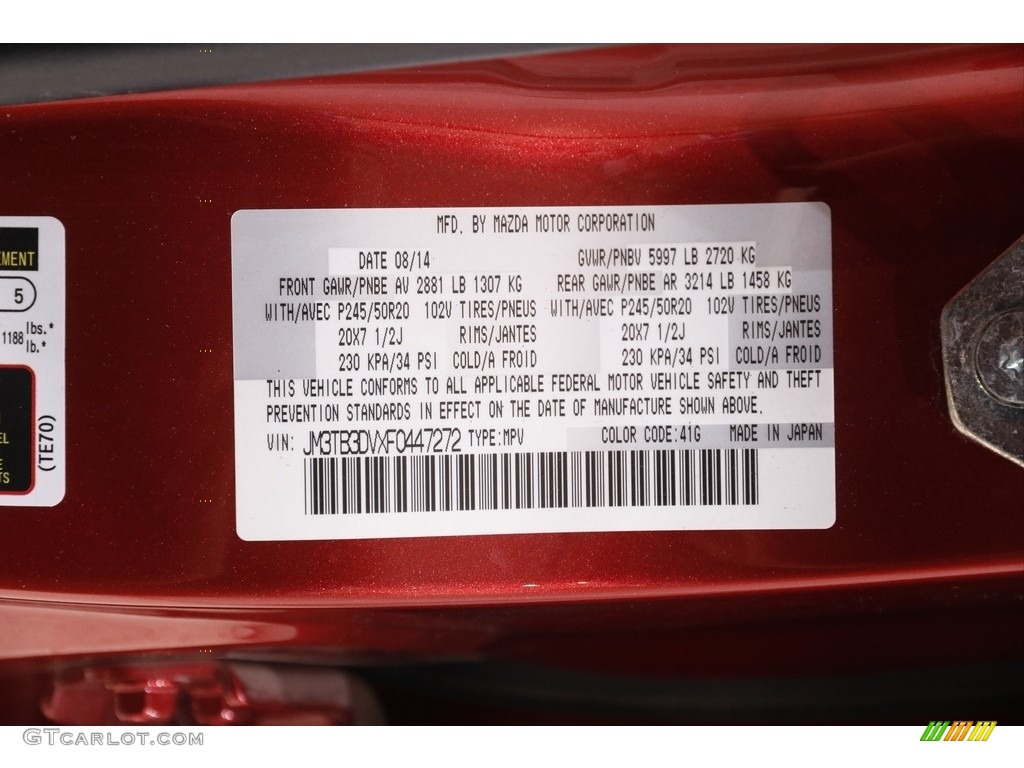 MFD. BY MAZDA MOTOR CORPORATION
DATE 08/14 GVWR/PNBV 5997 LB 2720 KG
FRONT GAWR/PNBE AV 2881 LB 1307 KG REAR GAWR/PNBE AR 3214 LB 1458 KG
WITH/AVEC P245/50R20 102V TIRES/PNEUS WITH/AVEC P245/50R20 102V TIRES/PNEUS
20X7 1/2J RIMS/JANTES 20X7 1/2J RIMS/JANTES
230 KPA/34 PSI COLD/A FROID 230 KPA/34 PSI COLD/A FROID
THIS VEHICLE CONFORMS TO ALL APPLICABLE FEDERAL MOTOR VEHICLE SAFETY AND THEFT
PREVENTION STANDARDS IN EFFECT ON THE DATE OF MANUFACTURE SHOWN ABOVE.
VIN: JM3TB3DVXF0447272 TYPE:MPV COLOR CODE:41G MADE IN JAPAN
EMENT
5
1188 lbs.*
lb.*
EL
E
TS
(TE70)
GTcarlot.com